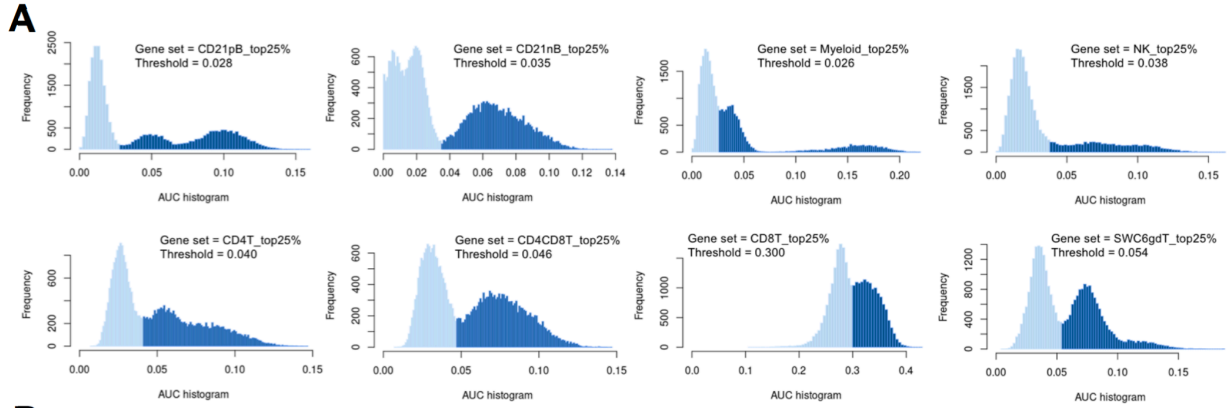 A
Gene set = CD21pB_top25%
Threshold = 0.028
Frequency
2500
1500
500
0
0.00 0.05 0.10 0.15
AUC histogram
Gene set = CD21nB_top25%
Threshold = 0.035
Frequency
600
400
200
0
0.00 0.02 0.04 0.06 0.08 0.10 0.12 0.14
AUC histogram
Gene set = Myeloid_top25%
Threshold = 0.026
Frequency
1500
500
0
0.00 0.05 0.10 0.15 0.20
AUC histogram
Gene set = NK_top25%
Threshold = 0.038
Frequency
1500
500
0
0.00 0.05 0.10 0.15
AUC histogram
Gene set = CD4T_top25%
Threshold = 0.040
Frequency
600
200
0
0.00 0.05 0.10 0.15
AUC histogram
Gene set = CD4CD8T_top25%
Threshold = 0.046
Frequency
600
400
200
0
0.00 0.05 0.10 0.15
AUC histogram
Gene set = CD8T_top25%
Threshold = 0.300
Frequency
1000
500
0
0.0 0.1 0.2 0.3 0.4
AUC histogram
Gene set = SWC6gdT_top25%
Threshold = 0.054
Frequency
1200
800
400
0
0.00 0.05 0.10 0.15
AUC histogram